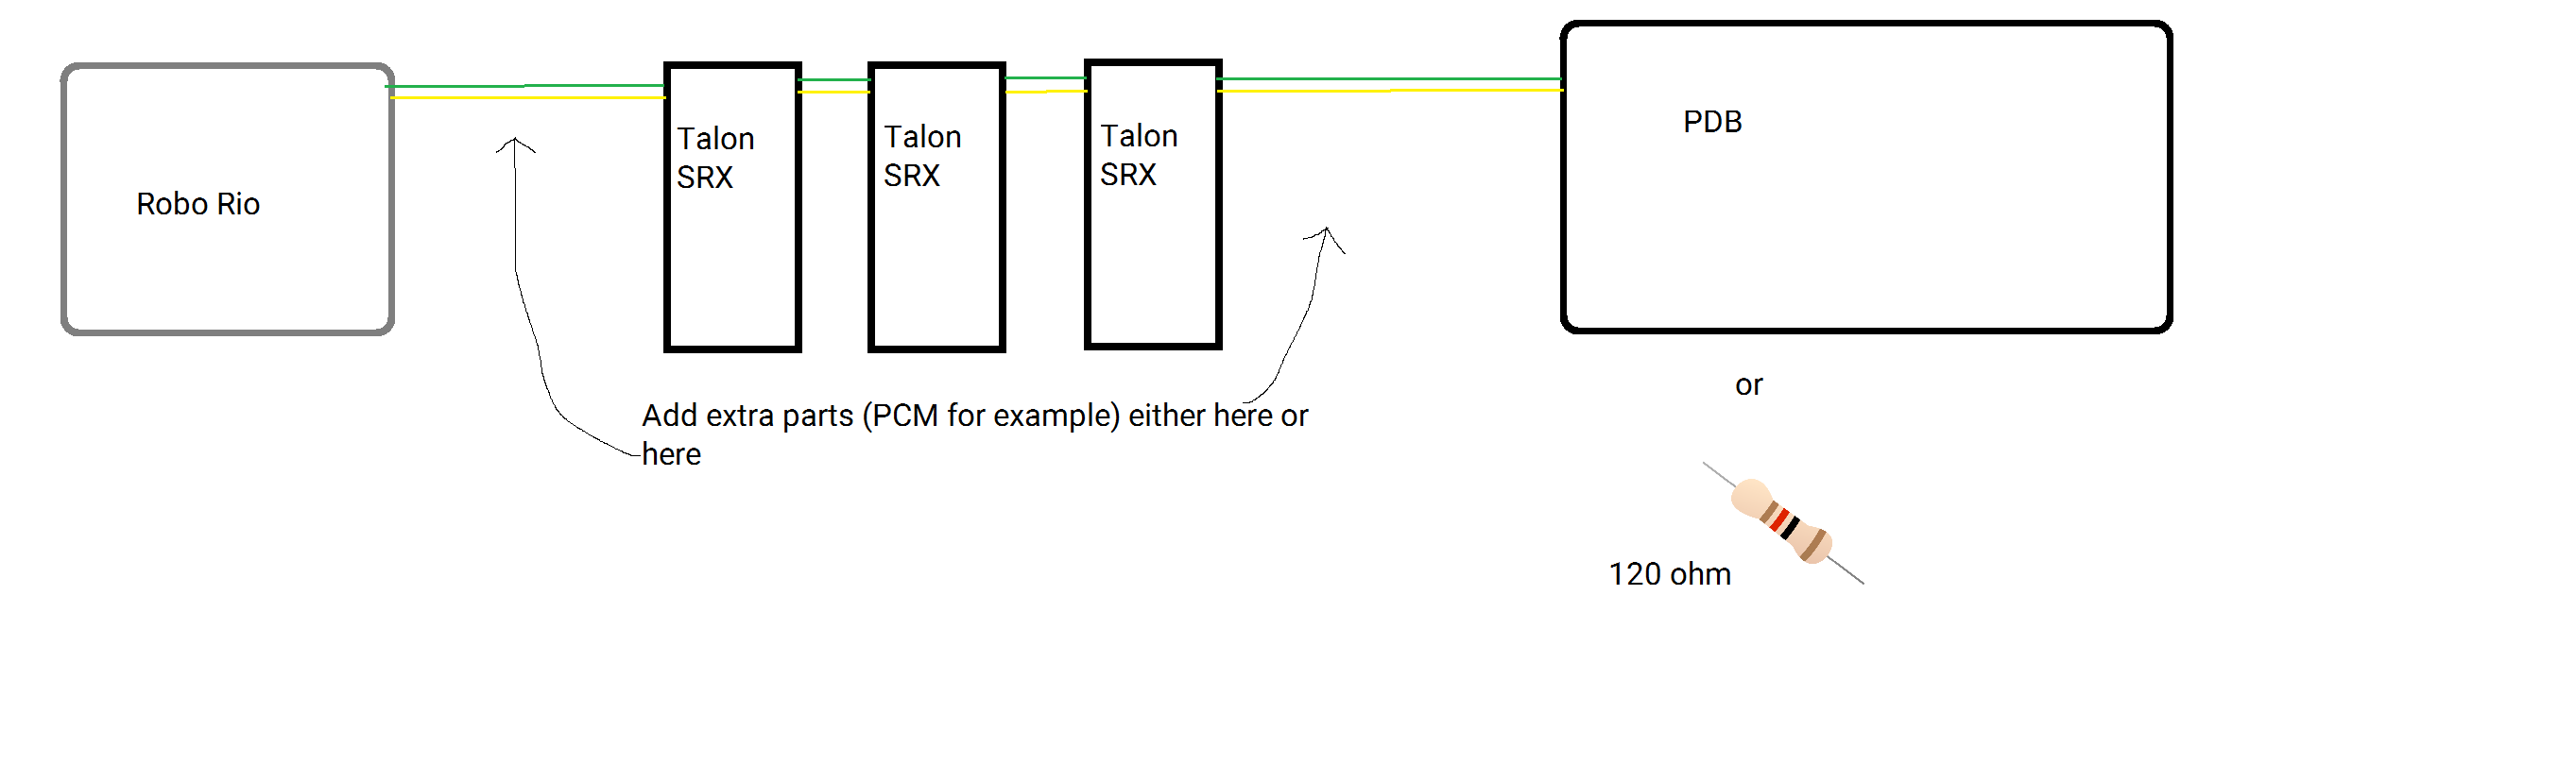 Robo Rio
Talon
SRX
Talon
SRX
Talon
SRX
PDB
Add extra parts (PCM for example) either here or
here
or
120 ohm